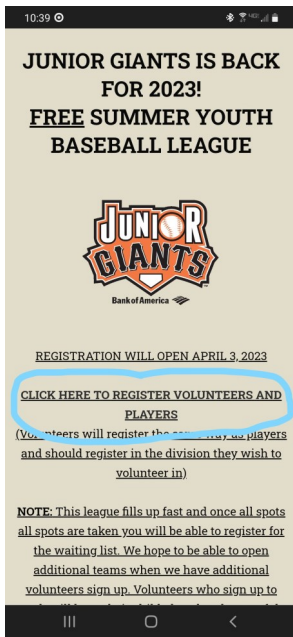 10:39
JUNIOR GIANTS IS BACK
FOR 2023!
FREE SUMMER YOUTH
BASEBALL LEAGUE
JUNIOR
GIANTS
Bank of America
REGISTRATION WILL OPEN APRIL 3, 2023
CLICK HERE TO REGISTER VOLUNTEERS AND
PLAYERS
(Volunteers will register the same way as players
and should register in the division they wish to
volunteer in)
NOTE: This league fills up fast and once all spots
all spots are taken you will be able to register for
the waiting list. We hope to be able to open
additional teams when we have additional
volunteers sign up. Volunteers who sign up to